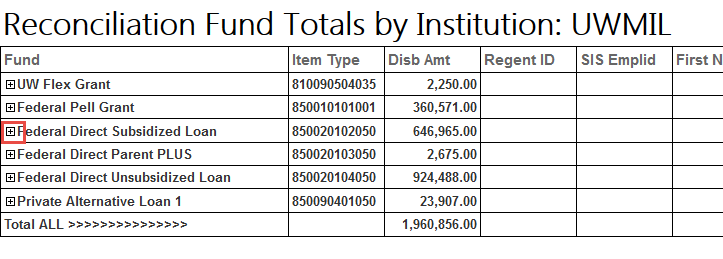 Reconciliation Fund Totals by Institution: UWMIL
Fund Item Type Disb Amt Regent ID SIS Emplid First N
UW Flex Grant 810090504035 2,250.00
Federal Pell Grant 850010101001 360,571.00
Federal Direct Subsidized Loan 850020102050 646,965.00
Federal Direct Parent PLUS 850020103050 2,675.00
Federal Direct Unsubsidized Loan 850020104050 924,488.00
Private Alternative Loan 1 850090401050 23,907.00
Total ALL >>>>>>>>>>>>>>> 1,960,856.00